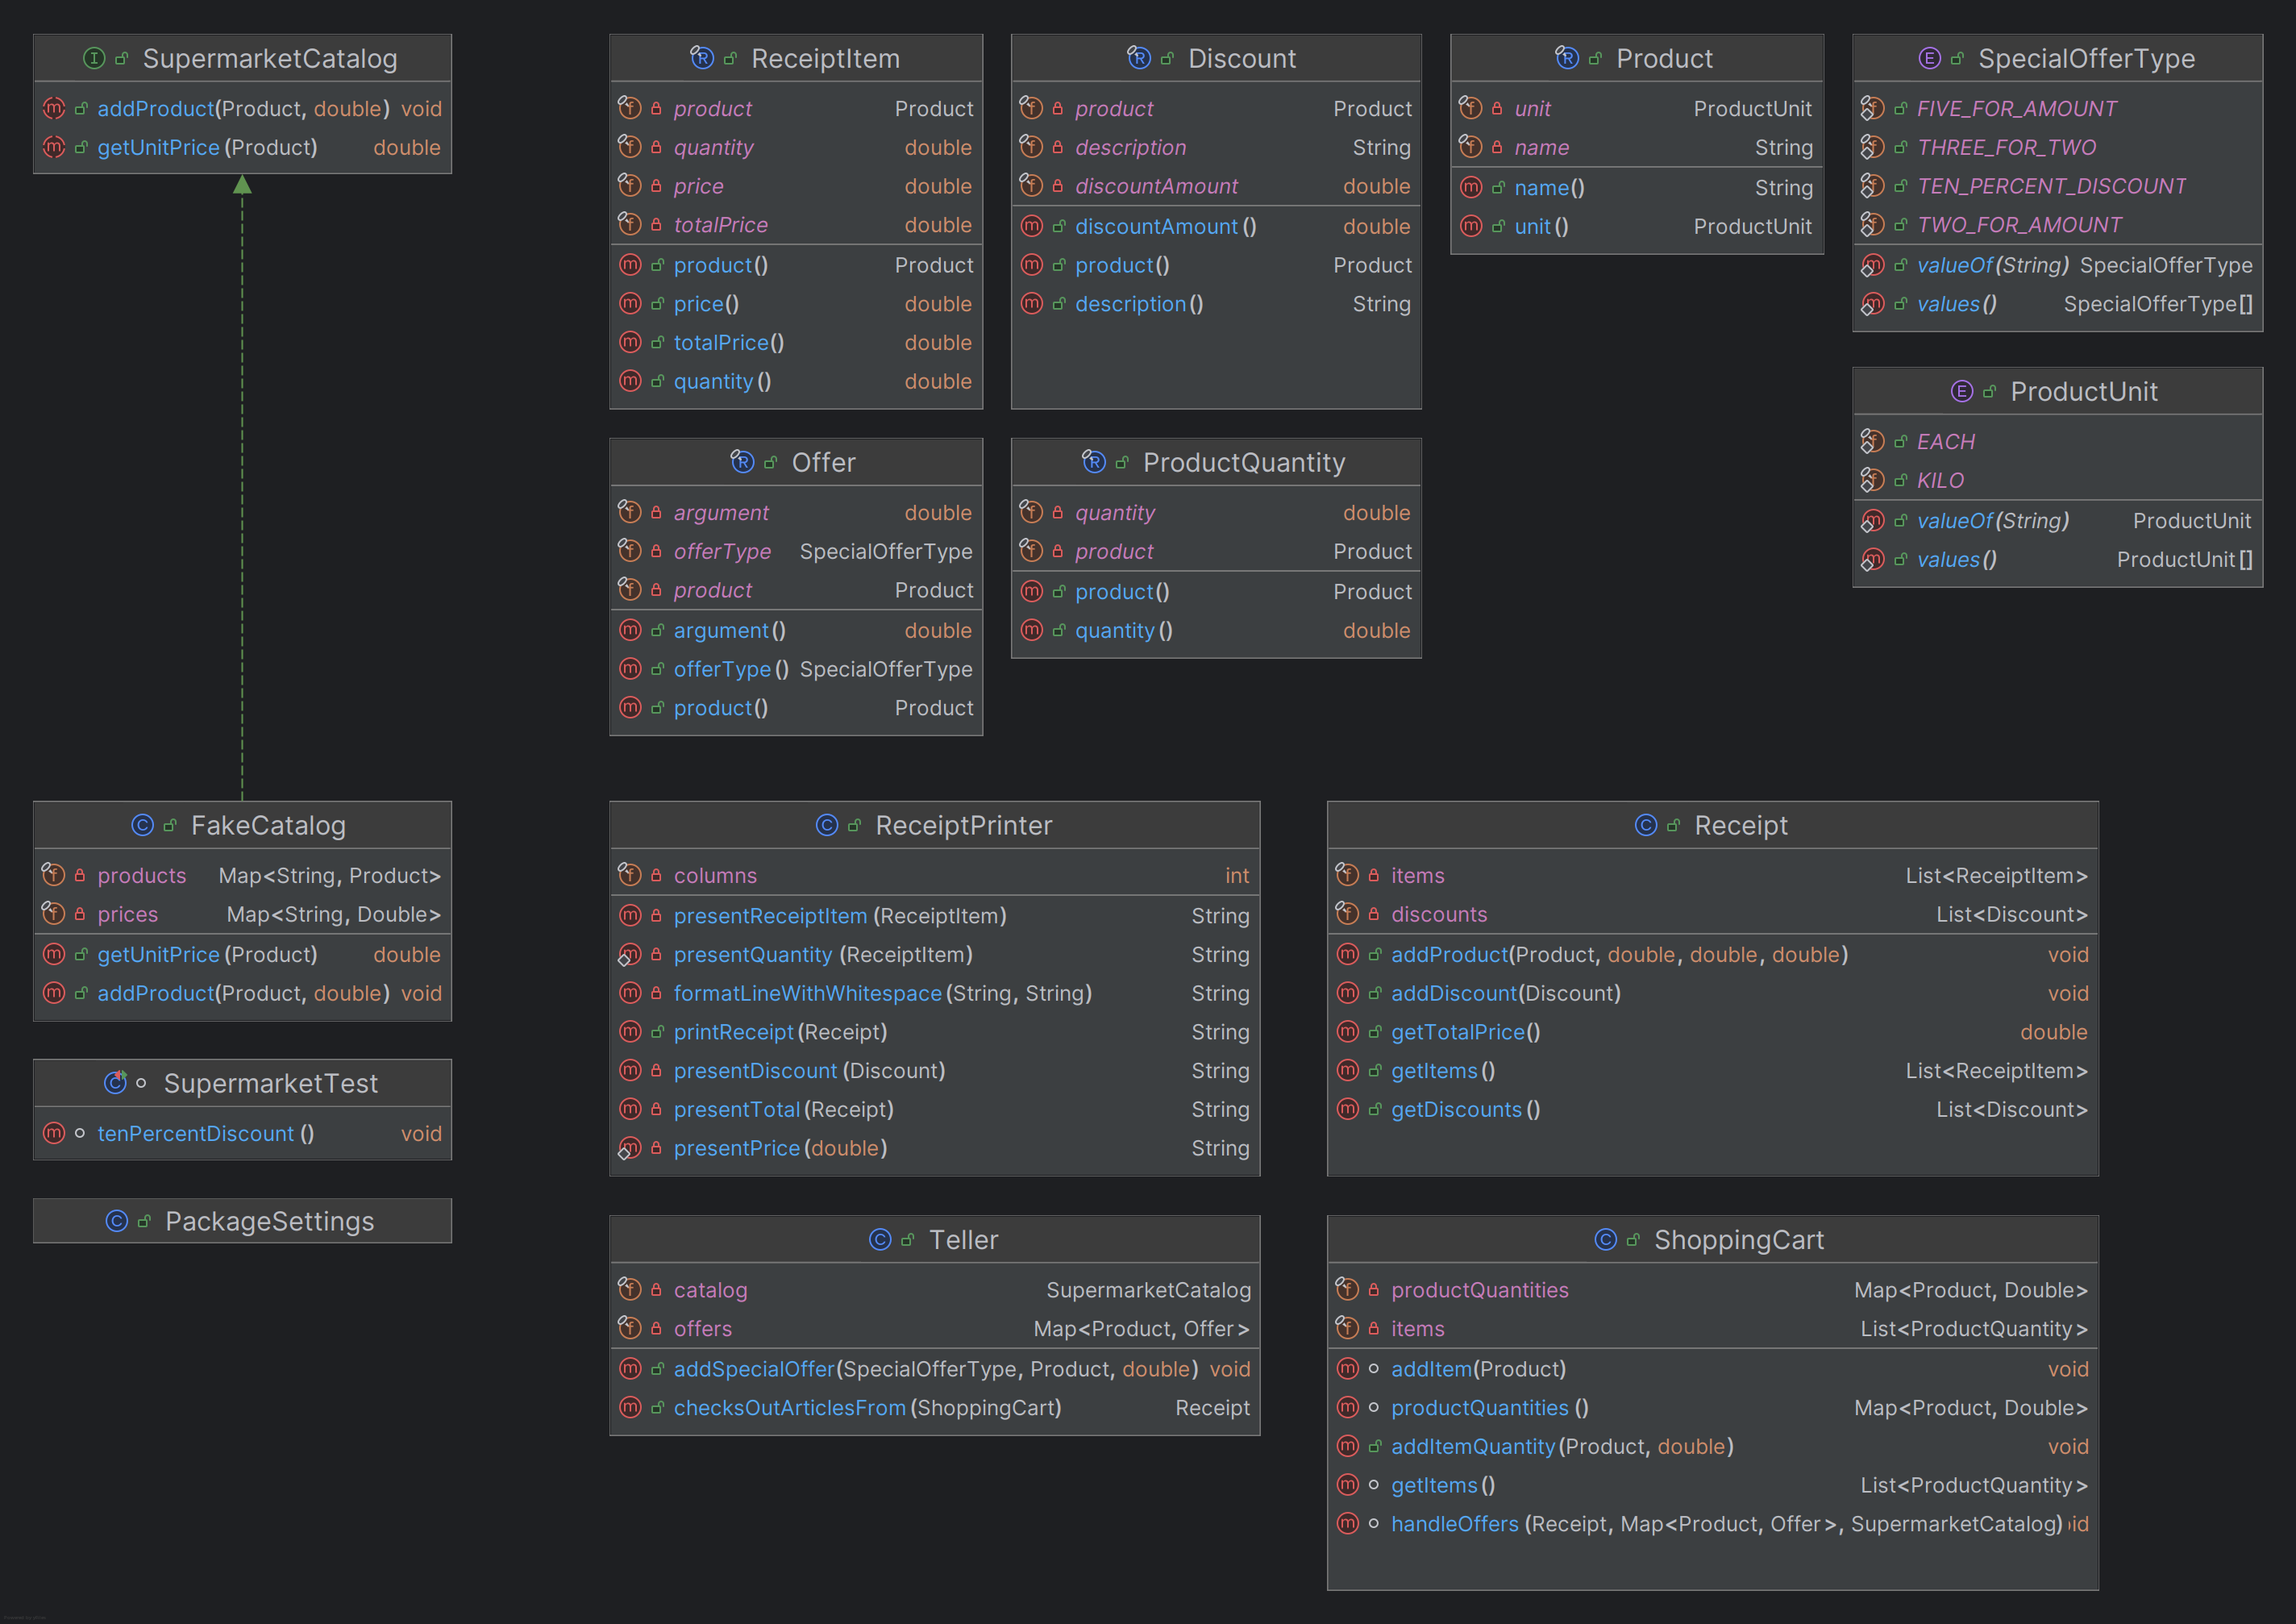 SupermarketCatalog
addProduct(Product, double) void
getUnitPrice(Product) double
ReceiptItem
product Product
quantity double
price double
totalPrice double
product() Product
price() double
totalPrice() double
quantity() double
Discount
product Product
description String
discountAmount double
discountAmount() double
product() Product
description() String
Product
unit ProductUnit
name String
name() String
unit() ProductUnit
SpecialOfferType
FIVE_FOR_AMOUNT
THREE_FOR_TWO
TEN_PERCENT_DISCOUNT
TWO_FOR_AMOUNT
valueOf(String) SpecialOfferType
values() SpecialOfferType[]
ProductUnit
EACH
KILO
valueOf(String) ProductUnit
values() ProductUnit[]
Offer
argument double
offerType SpecialOfferType
product Product
argument() double
offerType() SpecialOfferType
product() Product
ProductQuantity
quantity double
product Product
product() Product
quantity() double
FakeCatalog
products Map<String, Product>
prices Map<String, Double>
getUnitPrice(Product) double
addProduct(Product, double) void
SupermarketTest
tenPercentDiscount() void
PackageSettings
ReceiptPrinter
columns int
presentReceiptItem(ReceiptItem) String
presentQuantity(ReceiptItem) String
formatLineWithWhitespace(String, String) String
printReceipt(Receipt) String
presentDiscount(Discount) String
presentTotal(Receipt) String
presentPrice(double) String
Receipt
items List<ReceiptItem>
discounts List<Discount>
addProduct(Product, double, double, double) void
addDiscount(Discount) void
getTotalPrice() double
getItems() List<ReceiptItem>
getDiscounts() List<Discount>
Teller
catalog SupermarketCatalog
offers Map<Product, Offer>
addSpecialOffer(SpecialOfferType, Product, double) void
checksOutArticlesFrom(ShoppingCart) Receipt
ShoppingCart
productQuantities Map<Product, Double>
items List<ProductQuantity>
addItem(Product) void
productQuantities() Map<Product, Double>
addItemQuantity(Product, double) void
getItems() List<ProductQuantity>
handleOffers(Receipt, Map<Product, Offer>, SupermarketCatalog) id